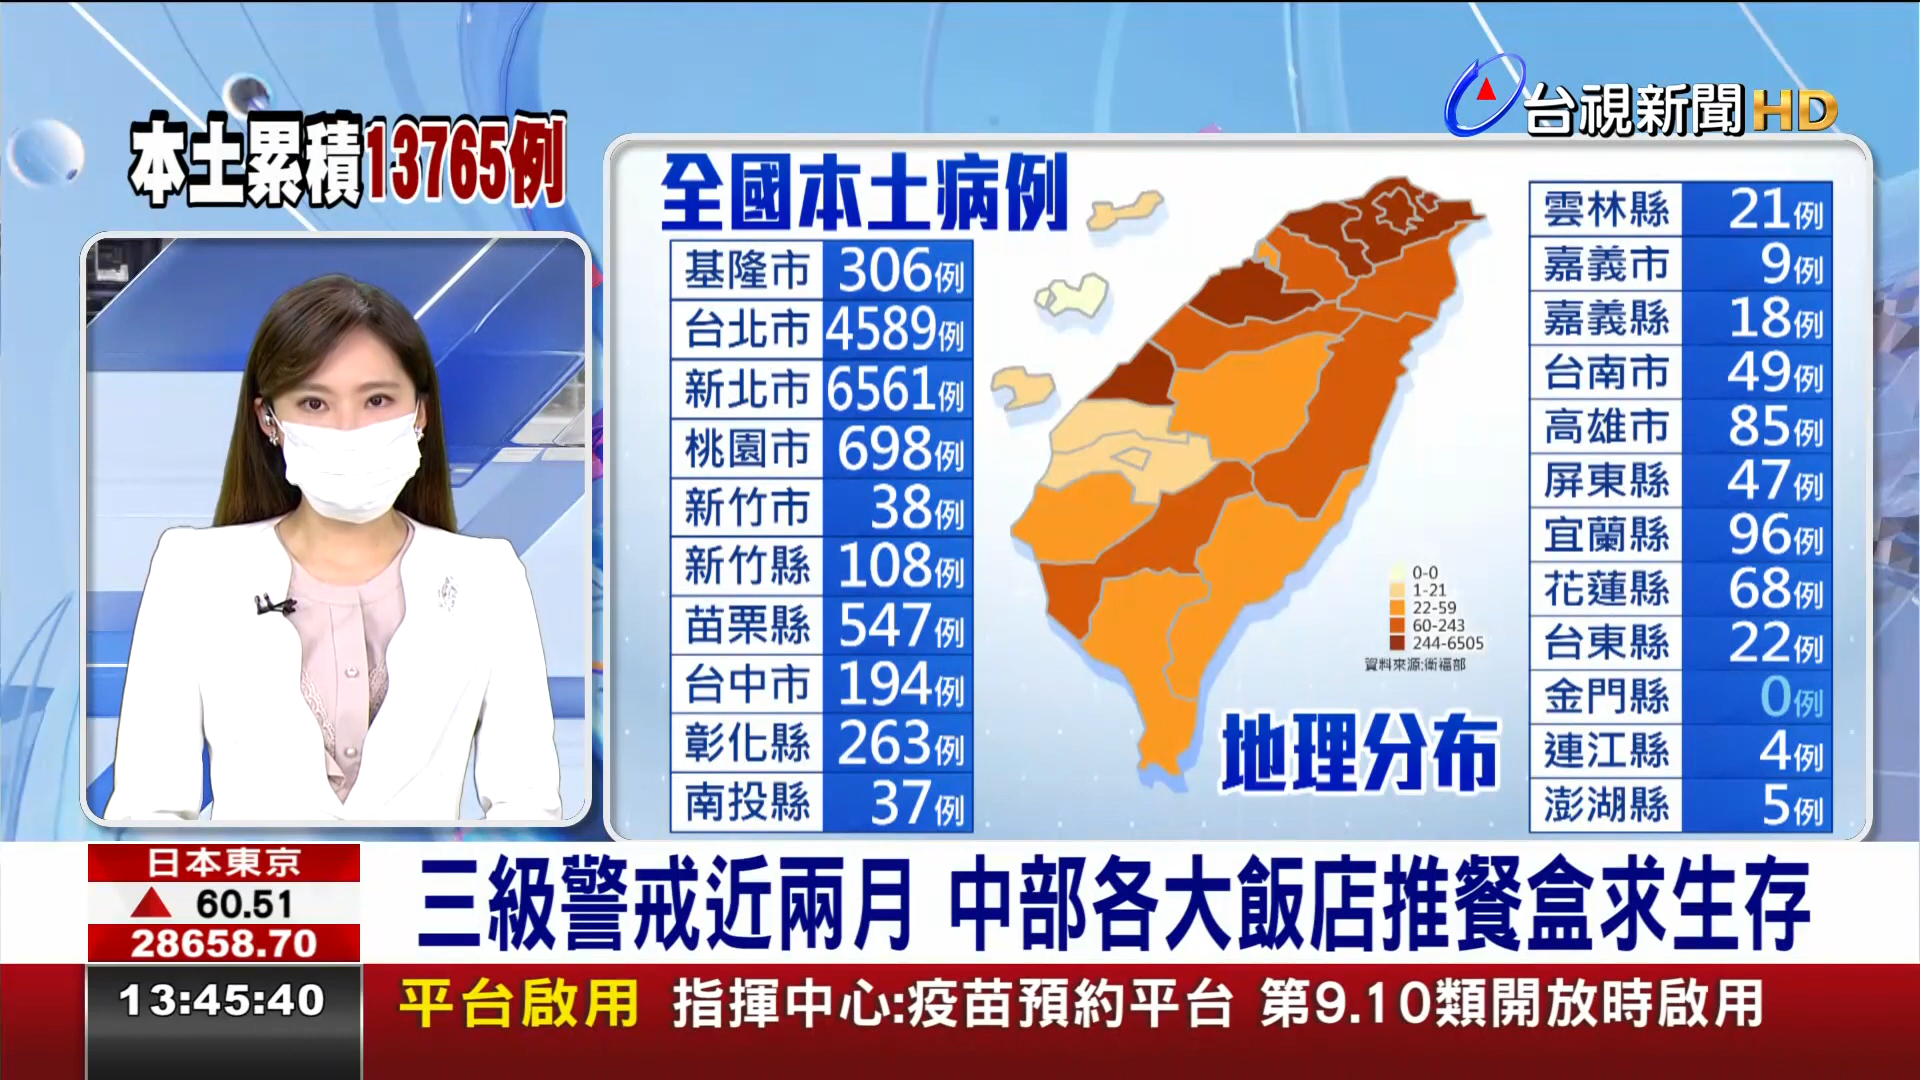 台視新聞HD
本土累積13765例
全國本土病例
基隆市 306例
台北市 4589例
新北市 6561例
桃園市 698例
新竹市 38例
新竹縣 108例
苗栗縣 547例
台中市 194例
彰化縣 263例
南投縣 37例
雲林縣 21例
嘉義市 9例
嘉義縣 18例
台南市 49例
高雄市 85例
屏東縣 47例
宜蘭縣 96例
花蓮縣 68例
台東縣 22例
金門縣 0例
連江縣 4例
澎湖縣 5例
0-0
1-21
22-59
60-243
244-6505
資料來源:衛福部
地理分布
日本東京
60.51
28658.70
三級警戒近兩月 中部各大飯店推餐盒求生存
13:45:40
平台啟用 指揮中心:疫苗預約平台 第9.10類開放時啟用